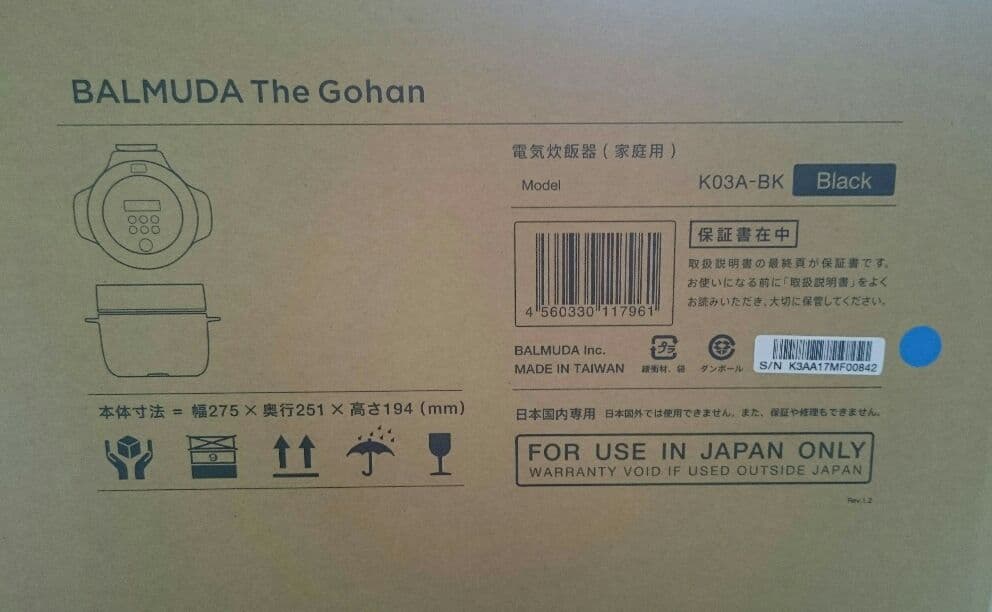 BALMUDA The Gohan
電気炊飯器(家庭用)
Model K03A-BK Black
保証書在中
取扱説明書の最終頁が保証書です。
お使いになる前に「取扱説明書」をよく
お読みいただき、大切に保管してください。
4 560330 117961
BALMUDA Inc.
MADE IN TAIWAN
プラ
緩衝材、袋
ダンボール
S/N K3AA17MF00842
本体寸法 = 幅275×奥行251×高さ194 (mm)
9
日本国内専用 日本国外では使用できません。また、保証や修理もできません。
FOR USE IN JAPAN ONLY
WARRANTY VOID IF USED OUTSIDE JAPAN
Rev.1.2